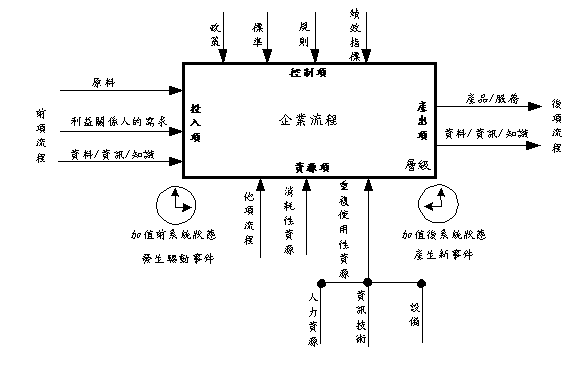 政策
標準
規則
績效指標
控制項
原料
利益關係人的需求
資料/資訊/知識
前項流程
投入項
企業流程
產出項
產品/服務
資料/資訊/知識
後項流程
資源項
層級
加值前系統狀態
發生驅動事件
他項流程
消耗性資源
重複使用性資源
加值後系統狀態
產生新事件
人力資源
資訊技術
設備